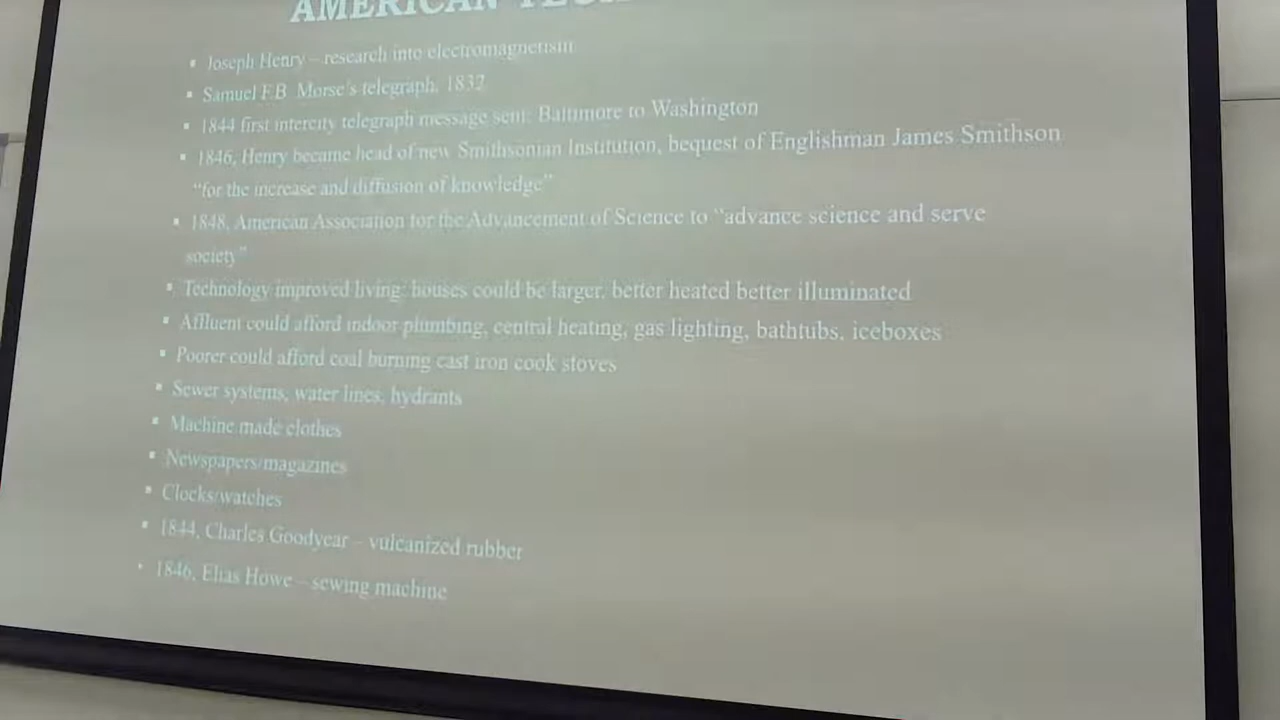 AMERICAN
Joseph Henry – research into electromagnetism
Samuel F.B. Morse's telegraph, 1832
1844 first intercity telegraph message sent: Baltimore to Washington
1846, Henry became head of new Smithsonian Institution, bequest of Englishman James Smithson
“for the increase and diffusion of knowledge”
1848, American Association for the Advancement of Science to “advance science and serve
society”
Technology improved living: houses could be larger, better heated better illuminated
Affluent could afford indoor plumbing, central heating, gas lighting, bathtubs, iceboxes
Poorer could afford coal burning cast iron cook stoves
Sewer systems, water lines, hydrants
Machine made clothes
Newspapers/magazines
Clocks/watches
1844, Charles Goodyear – vulcanized rubber
1846, Elias Howe – sewing machine